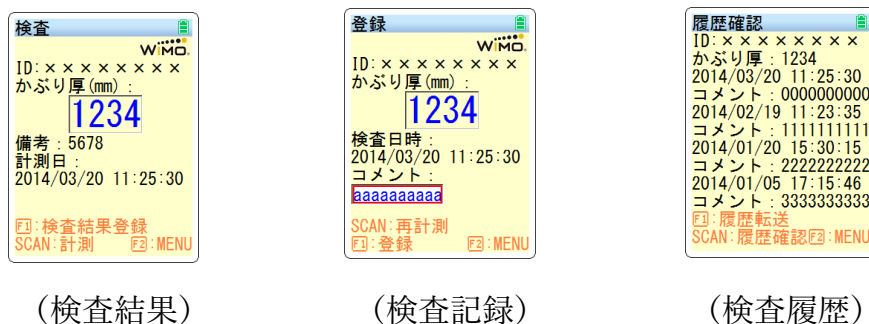 検査
WiMO.
ID:××××××××
かぶり厚(mm) :
1234
備考 : 5678
計測日 :
2014/03/20 11:25:30
F1:検査結果登録
SCAN:計測 F2:MENU
(検査結果)
登録
WiMO.
ID:××××××××
かぶり厚(mm) :
1234
検査日時 :
2014/03/20 11:25:30
コメント :
aaaaaaaaaa
SCAN:再計測
F1:登録 F2:MENU
(検査記録)
履歴確認
ID:××××××××
かぶり厚 : 1234
2014/03/20 11:25:30
コメント : 0000000000
2014/02/19 11:23:35
コメント : 1111111111
2014/01/20 15:30:15
コメント : 2222222222
2014/01/05 17:15:46
コメント : 3333333333
F1:履歴転送
SCAN:履歴確認F2:MENU
(検査履歴)